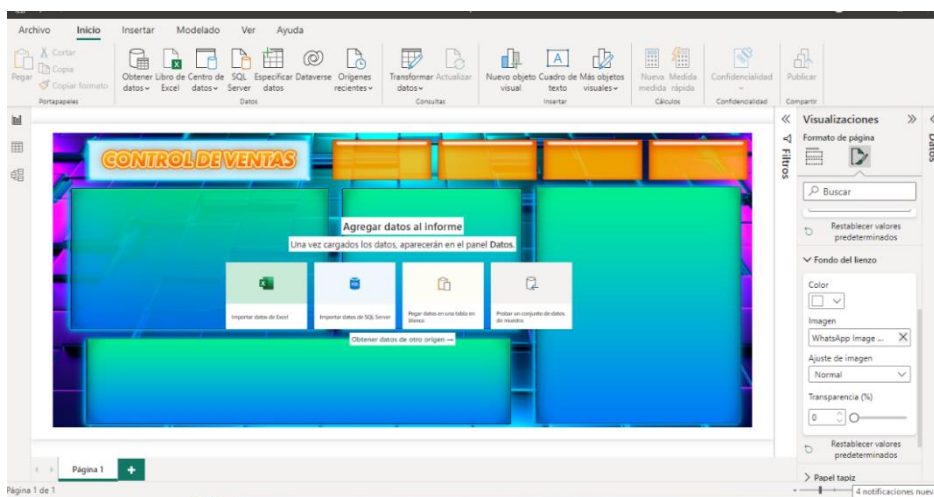 Archivo Inicio Insertar Modelado Ver Ayuda
Pegar
Cortar
Copia
Copiar formato
Portapapeles
Obtener datos
Libro de Excel
Centro de datos
SQL Server
Especificar datos
Dataverse
Orígenes recientes
Datos
Transformar datos
Actualizar
Consultas
Nuevo objeto visual
Cuadro de texto
Más objetos visuales
Insertar
Nueva medida
Medida rápida
Cálculos
Confidencialidad
Confidencialidad
Publicar
Compartir
CONTROL DE VENTAS
Agregar datos al informe
Una vez cargados los datos, aparecerán en el panel Datos.
Importar datos de Excel
Importar datos de SQL Server
Pegar datos en una tabla en
blanco
Probar un conjunto de datos
de muestra
Obtener datos de otro origen →
Filtros
Visualizaciones
Formato de página
Buscar
Restablecer valores
predeterminados
Fondo del lienzo
Color
Imagen
WhatsApp Image ...
Ajuste de imagen
Normal
Transparencia (%)
0
Restablecer valores
predeterminados
Papel tapiz
Datos
Página 1
Página 1 de 1